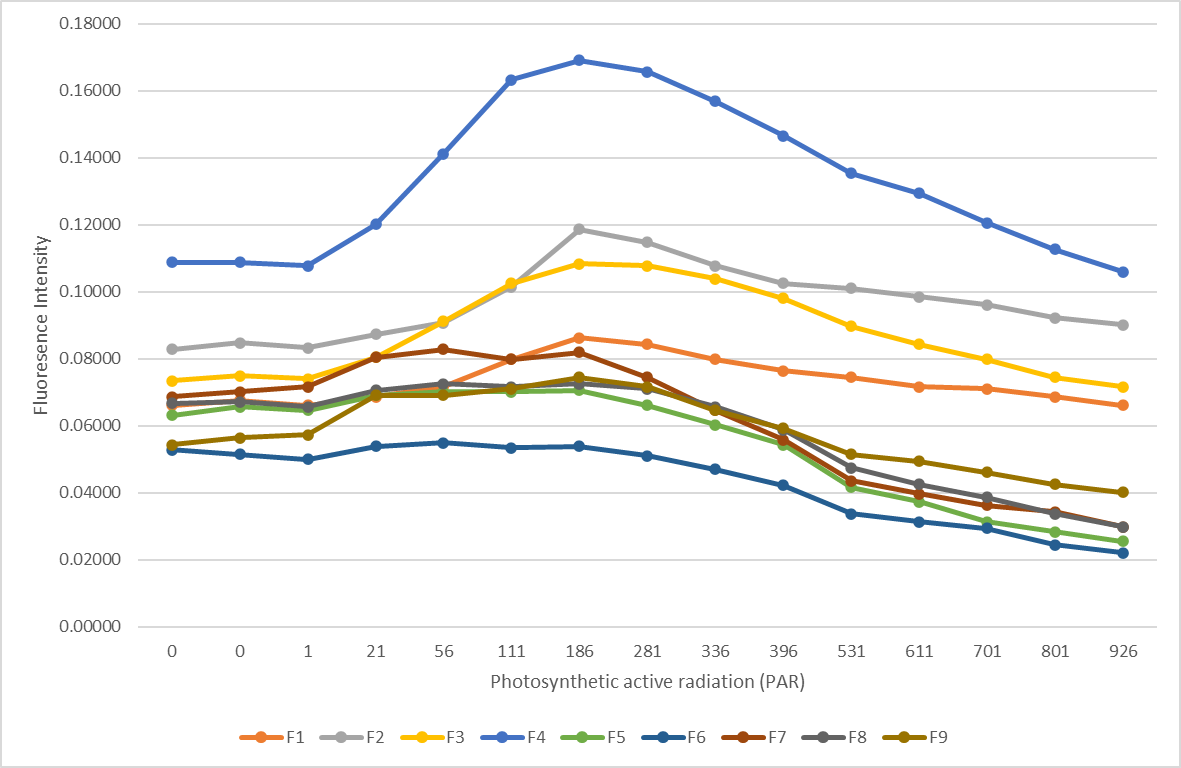 0.18000
0.16000
0.14000
0.12000
0.10000
0.08000
0.06000
0.04000
0.02000
0.00000
Fluoresence Intensity
0 0 1 21 56 111 186 281 336 396 531 611 701 801 926
Photosynthetic active radiation (PAR)
F1 F2 F3 F4 F5 F6 F7 F8 F9